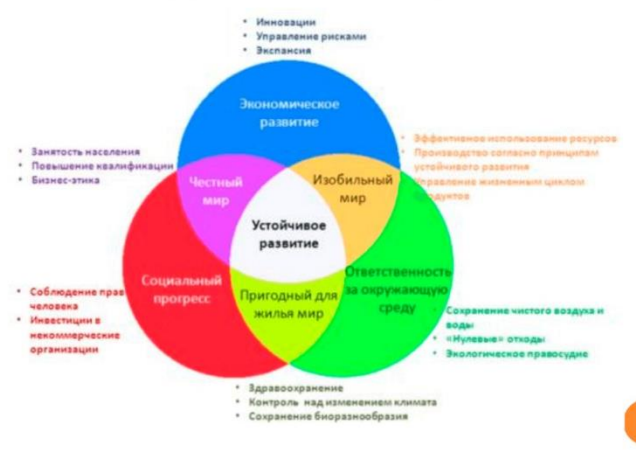 • Инновации
• Управление рисками
• Экспансия
Экономическое
развитие
• Занятость населения
• Повышение квалификации
• Бизнес-этика
• Эффективное использование ресурсов
• Производство согласно принципам
устойчивого развития
• Управление жизненным циклом
продуктов
Честный
мир
Изобильный
мир
Устойчивое
развитие
Социальный
прогресс
Пригодный для
жилья мир
Ответственность
за окружающую
среду
• Соблюдение прав
человека
• Инвестиции в
некоммерческие
организации
• Сохранение чистого воздуха и
воды
• «Нулевые» отходы
• Экологическое правосудие
• Здравоохранение
• Контроль над изменением климата
• Сохранение биоразнообразия